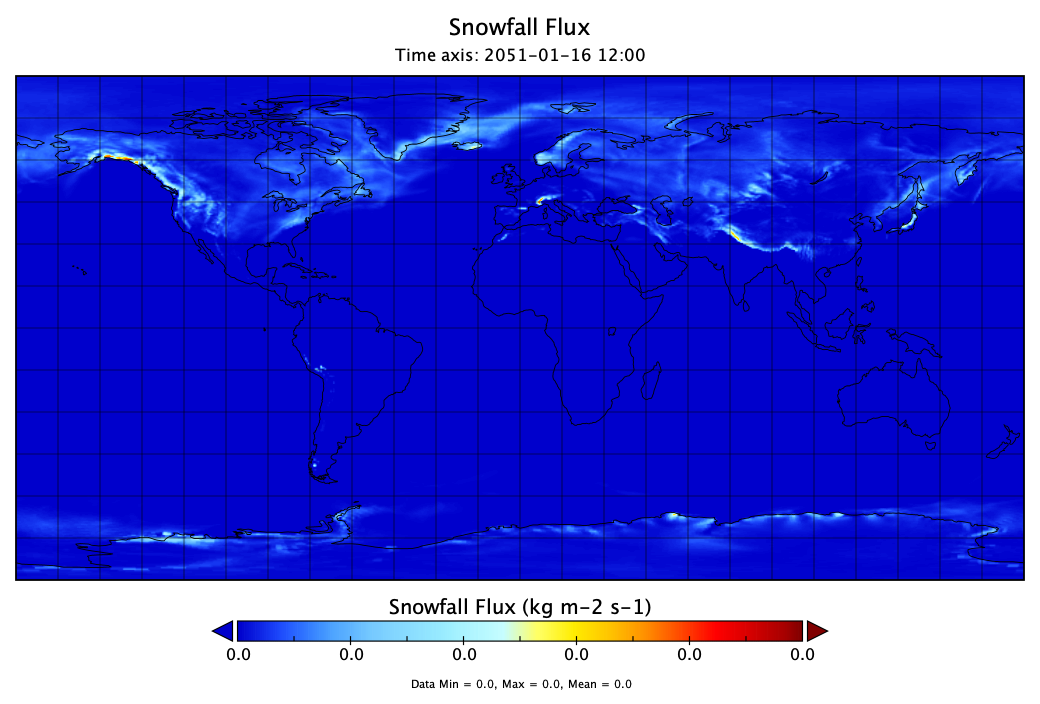 Snowfall Flux
Time axis: 2051-01-16 12:00
Snowfall Flux (kg m-2 s-1)
0.0 0.0 0.0 0.0 0.0 0.0
Data Min = 0.0, Max = 0.0, Mean = 0.0